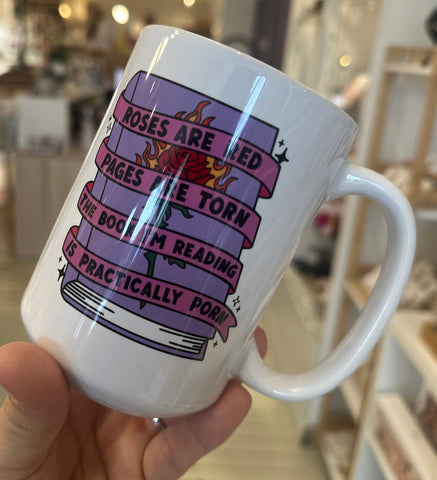 ROSES ARE RED
PAGES ARE TORN
THE BOOK I'M READING
IS PRACTICALLY PORN